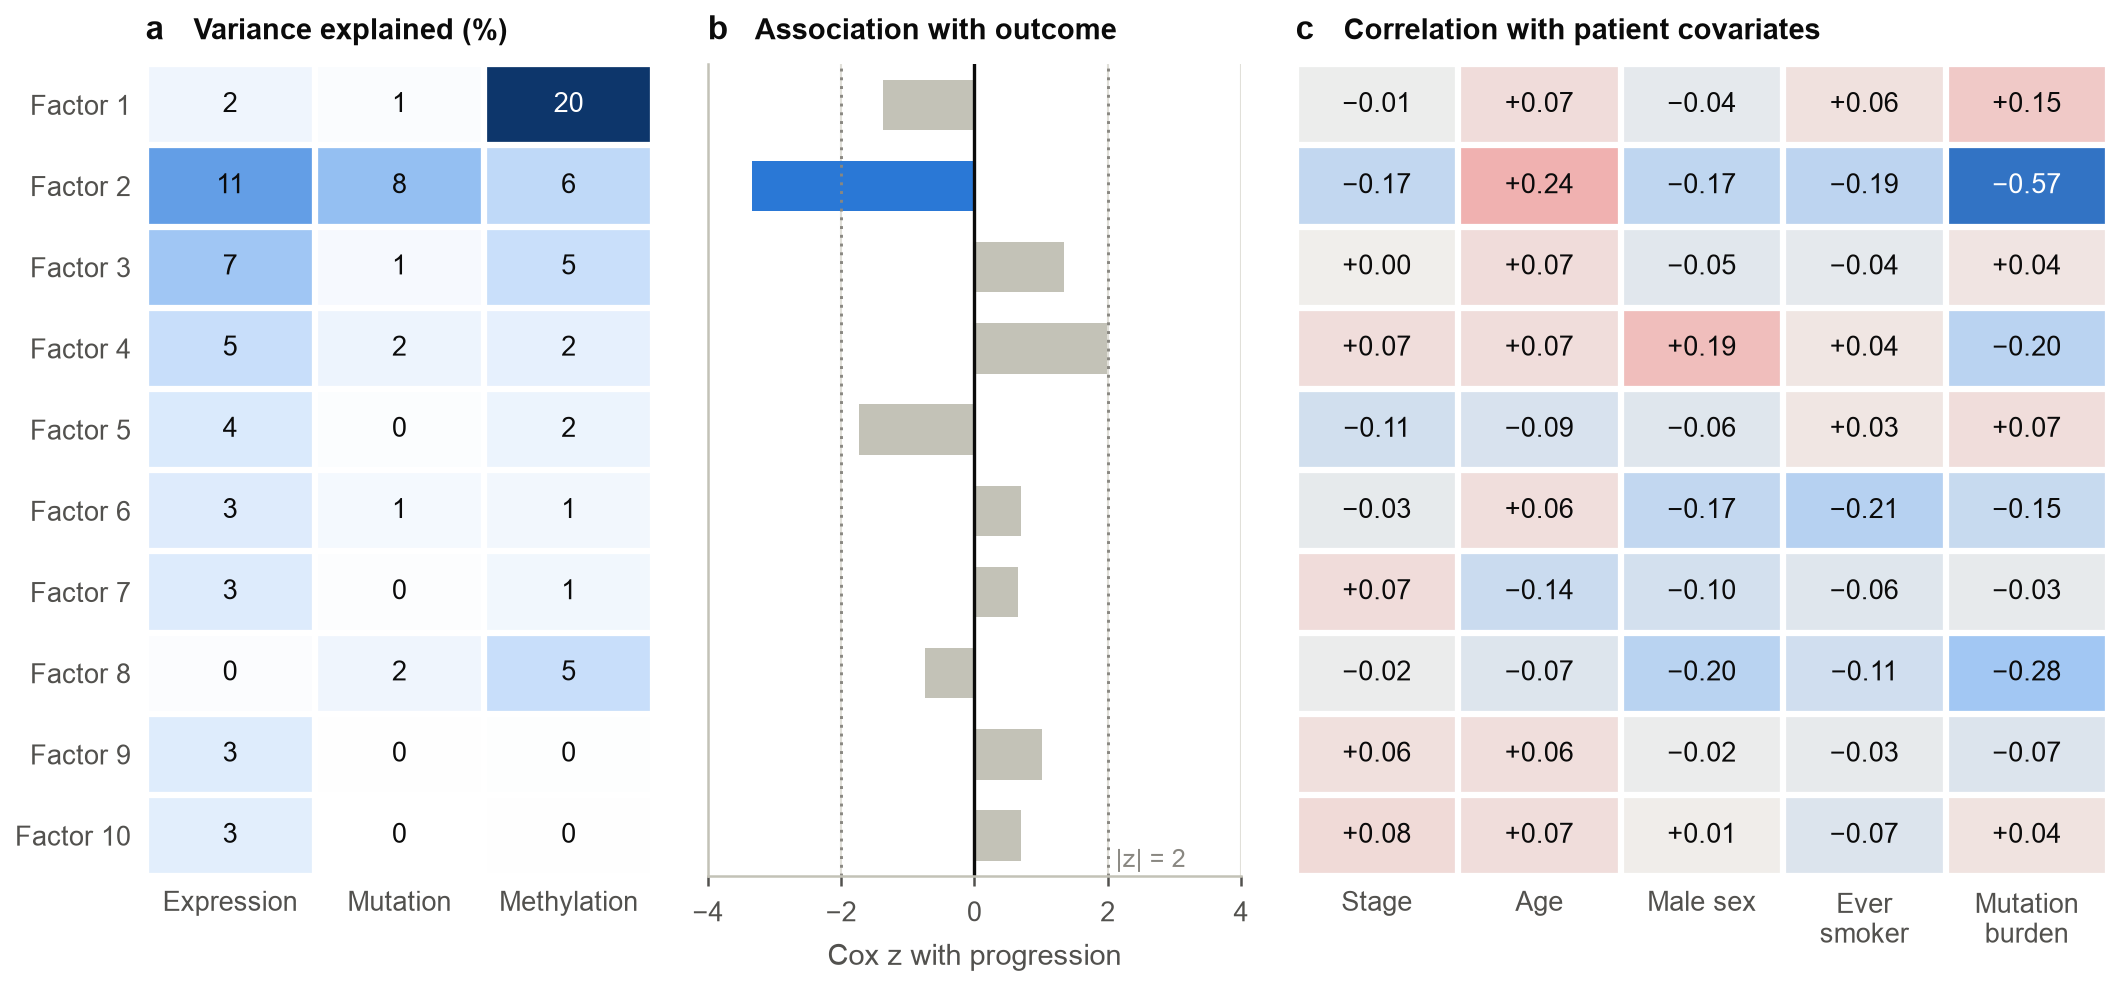 a Variance explained (%)
Factor 1 2 1 20
Factor 2 11 8 6
Factor 3 7 1 5
Factor 4 5 2 2
Factor 5 4 0 2
Factor 6 3 1 1
Factor 7 3 0 1
Factor 8 0 2 5
Factor 9 3 0 0
Factor 10 3 0 0
Expression Mutation Methylation
b Association with outcome
|z| = 2
−4 −2 0 2 4
Cox z with progression
c Correlation with patient covariates
−0.01 +0.07 −0.04 +0.06 +0.15
−0.17 +0.24 −0.17 −0.19 −0.57
+0.00 +0.07 −0.05 −0.04 +0.04
+0.07 +0.07 +0.19 +0.04 −0.20
−0.11 −0.09 −0.06 +0.03 +0.07
−0.03 +0.06 −0.17 −0.21 −0.15
+0.07 −0.14 −0.10 −0.06 −0.03
−0.02 −0.07 −0.20 −0.11 −0.28
+0.06 +0.06 −0.02 −0.03 −0.07
+0.08 +0.07 +0.01 −0.07 +0.04
Stage Age Male sex Ever Mutation
smoker burden